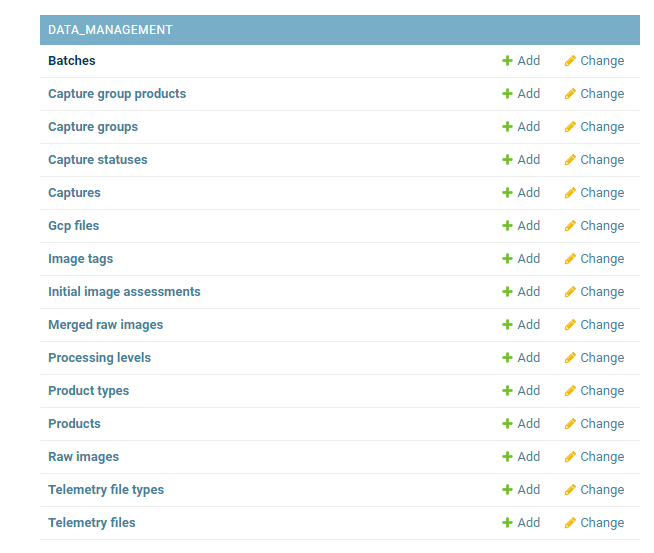 DATA_MANAGEMENT
Batches Add Change
Capture group products Add Change
Capture groups Add Change
Capture statuses Add Change
Captures Add Change
Gcp files Add Change
Image tags Add Change
Initial image assessments Add Change
Merged raw images Add Change
Processing levels Add Change
Product types Add Change
Products Add Change
Raw images Add Change
Telemetry file types Add Change
Telemetry files Add Change